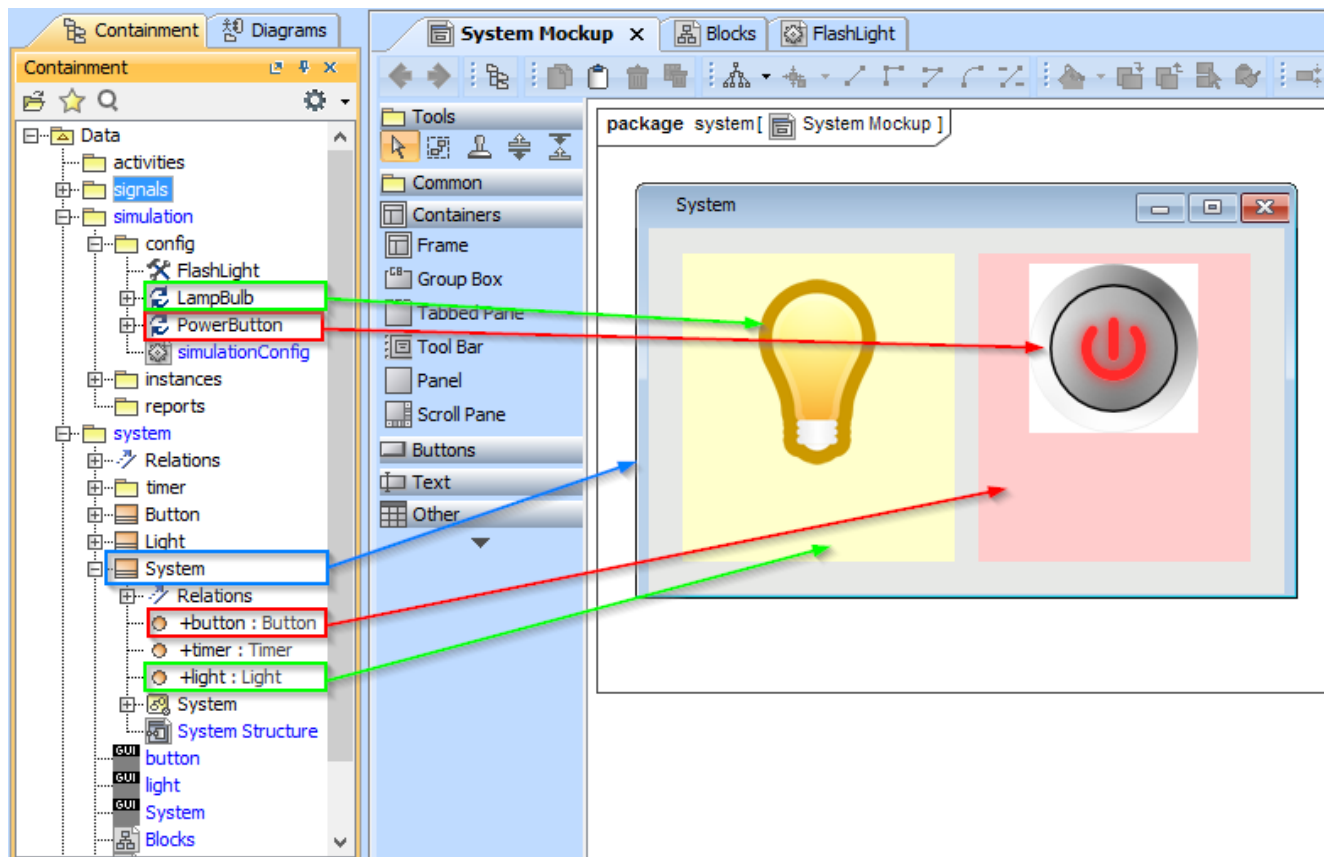 Containment
Diagrams
Containment
Data
activities
signals
simulation
config
FlashLight
LampBulb
PowerButton
simulationConfig
instances
reports
system
Relations
timer
Button
Light
System
Relations
+button : Button
+timer : Timer
+light : Light
System
System Structure
GUI button
GUI light
GUI System
Blocks
System Mockup
Blocks
FlashLight
Tools
Common
Containers
Frame
Group Box
Tabbed Pane
Tool Bar
Panel
Scroll Pane
Buttons
Text
Other
package system[ System Mockup ]
System